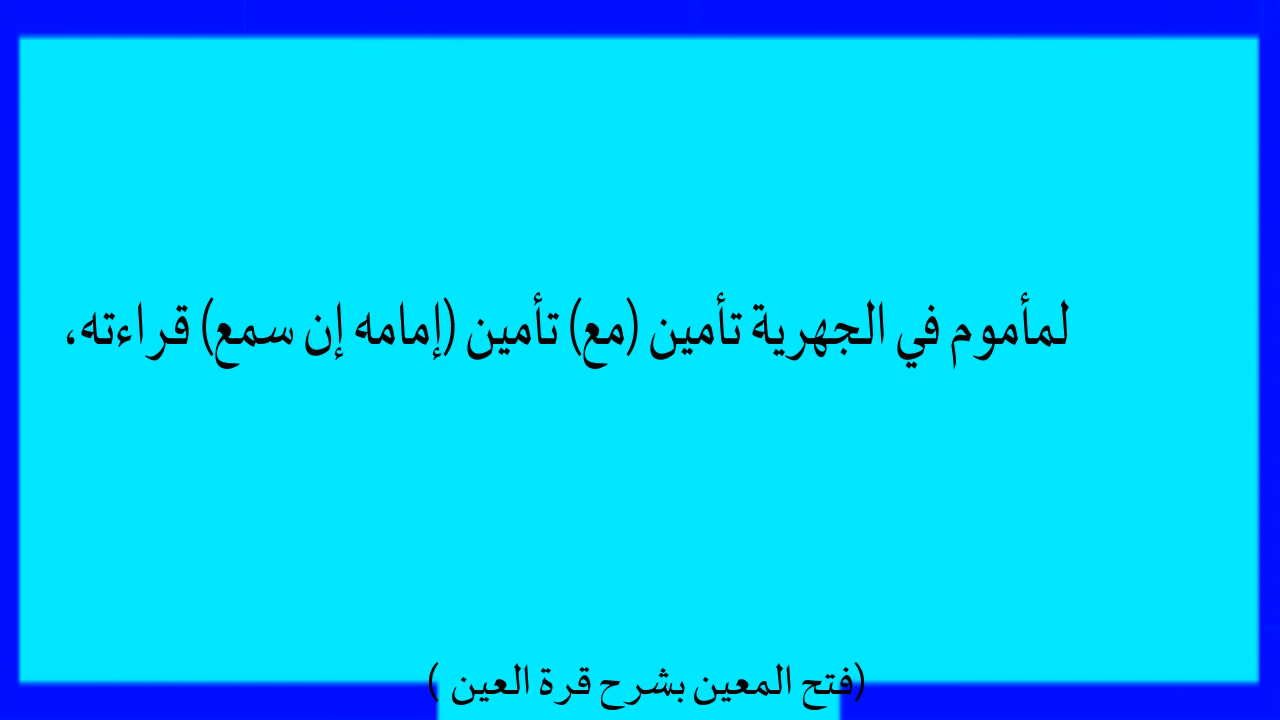 لمأموم في الجهرية تأمين (مع) تأمين (إمامه إن سمع) قراءته،
(فتح المعين بشرح قرة العين )